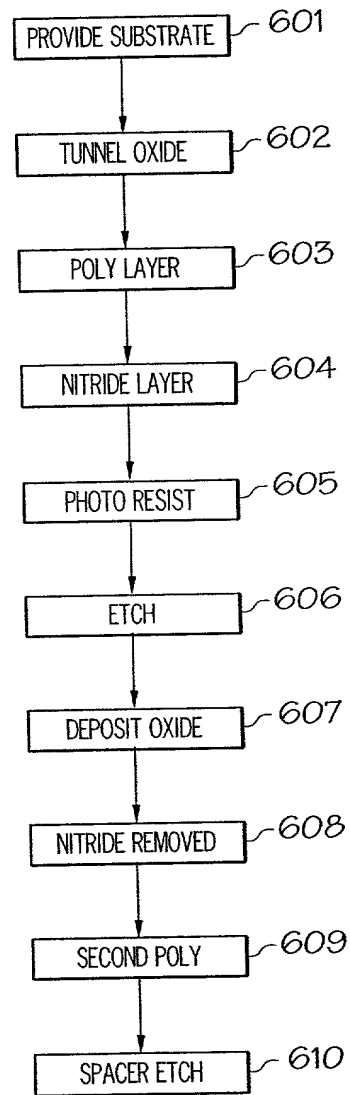 PROVIDE SUBSTRATE 601
TUNNEL OXIDE 602
POLY LAYER 603
NITRIDE LAYER 604
PHOTO RESIST 605
ETCH 606
DEPOSIT OXIDE 607
NITRIDE REMOVED 608
SECOND POLY 609
SPACER ETCH 610